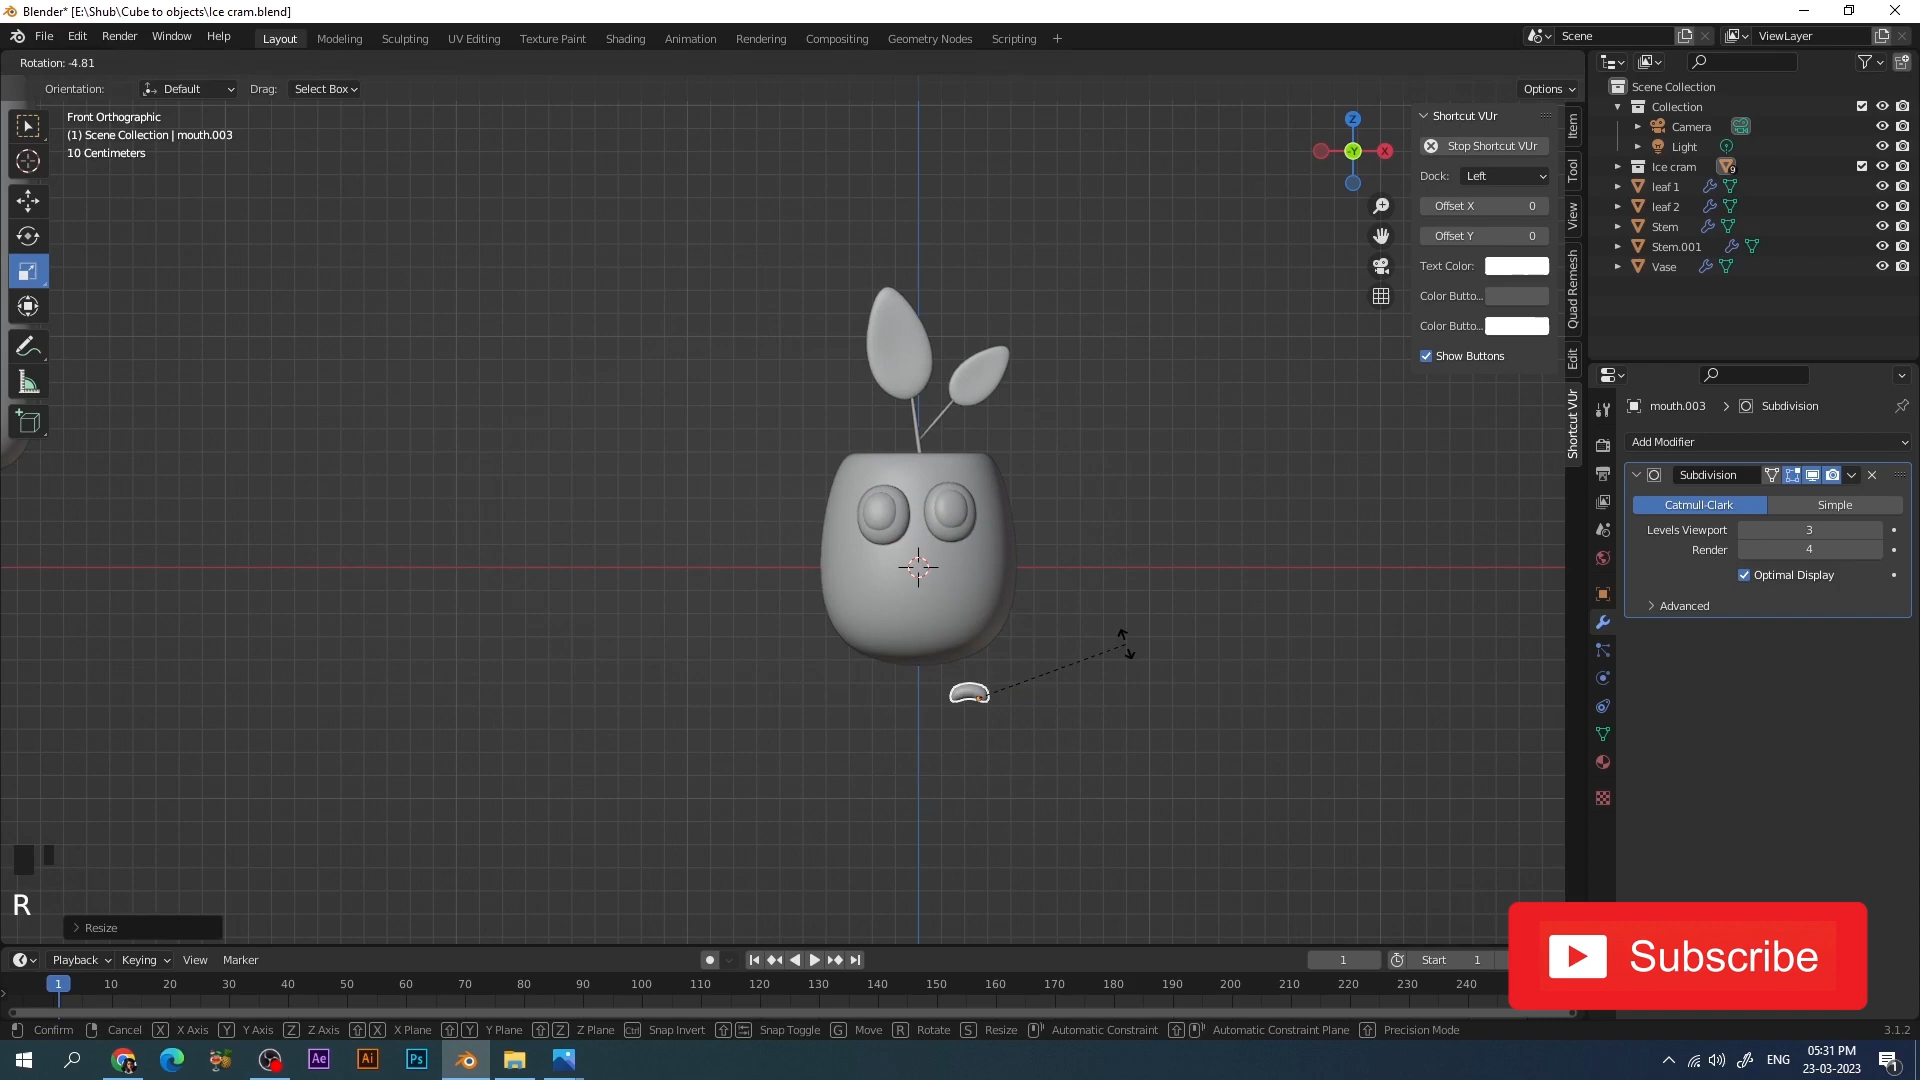 Blender* [E:\Shub\Cube to objects\Ice cram.blend]
File Edit Render Window Help Layout Modeling Sculpting UV Editing Texture Paint Shading Animation Rendering Compositing Geometry Nodes Scripting + Scene ViewLayer
Rotation: -4.81
Orientation: Default Drag: Select Box Options
Front Orthographic
(1) Scene Collection | mouth.003
10 Centimeters
Z
-Y
X
Shortcut VUr
Stop Shortcut VUr
Dock: Left
Offset X 0
Offset Y 0
Text Color:
Color Butto...
Color Butto...
Show Buttons
Item
Tool
View
Quad Remesh
Edit
Shortcut VUr
Scene Collection
Collection
Camera
Light
Ice cram 9
leaf 1
leaf 2
Stem
Stem.001
Vase
mouth.003 > Subdivision
Add Modifier
Subdivision
Catmull-Clark Simple
Levels Viewport 3
Render 4
Optimal Display
Advanced
R
Resize
Subscribe
Playback Keying View Marker 1 Start 1
1 10 20 30 40 50 60 70 80 90 100 110 120 130 140 150 160 170 180 190 200 210 220 230 240
Confirm Cancel X X Axis Y Y Axis Z Z Axis X X Plane Y Y Plane Z Z Plane Ctrl Snap Invert Snap Toggle G Move R Rotate S Resize Automatic Constraint Automatic Constraint Plane Precision Mode 3.1.2
Ae Ai Ps ENG 05:31 PM
23-03-2023
1